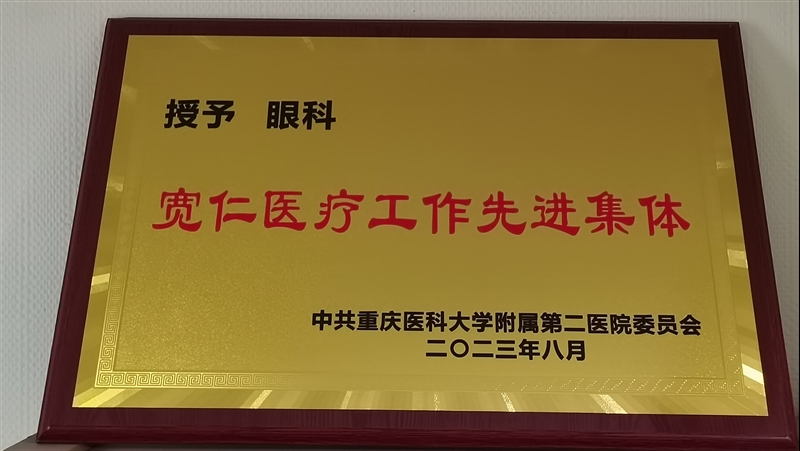 授予 眼科
宽仁医疗工作先进集体
中共重庆医科大学附属第二医院委员会
二〇二三年八月